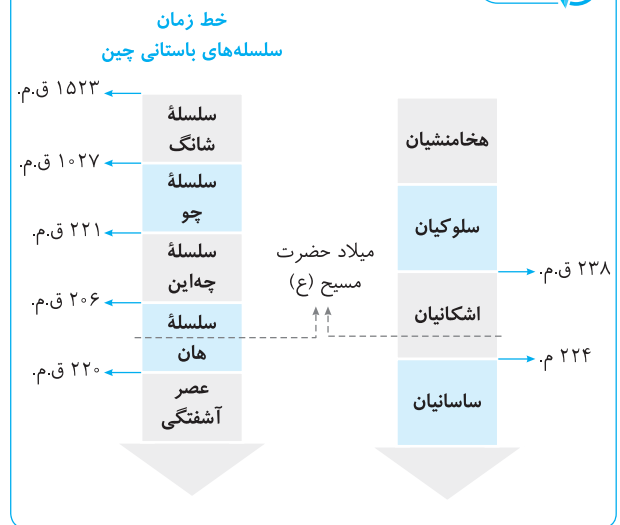 خط زمان
سلسله‌های باستانی چین
۱۵۲۳ ق.م.
سلسلهٔ
شانگ
۱۰۲۷ ق.م.
سلسلهٔ
چو
۲۲۱ ق.م.
سلسلهٔ
چه‌این
۲۰۶ ق.م.
سلسلهٔ
هان
۲۲۰ ق.م.
عصر
آشفتگی
میلاد حضرت
مسیح (ع)
هخامنشیان
سلوکیان
۲۳۸ ق.م.
اشکانیان
۲۲۴ م.
ساسانیان